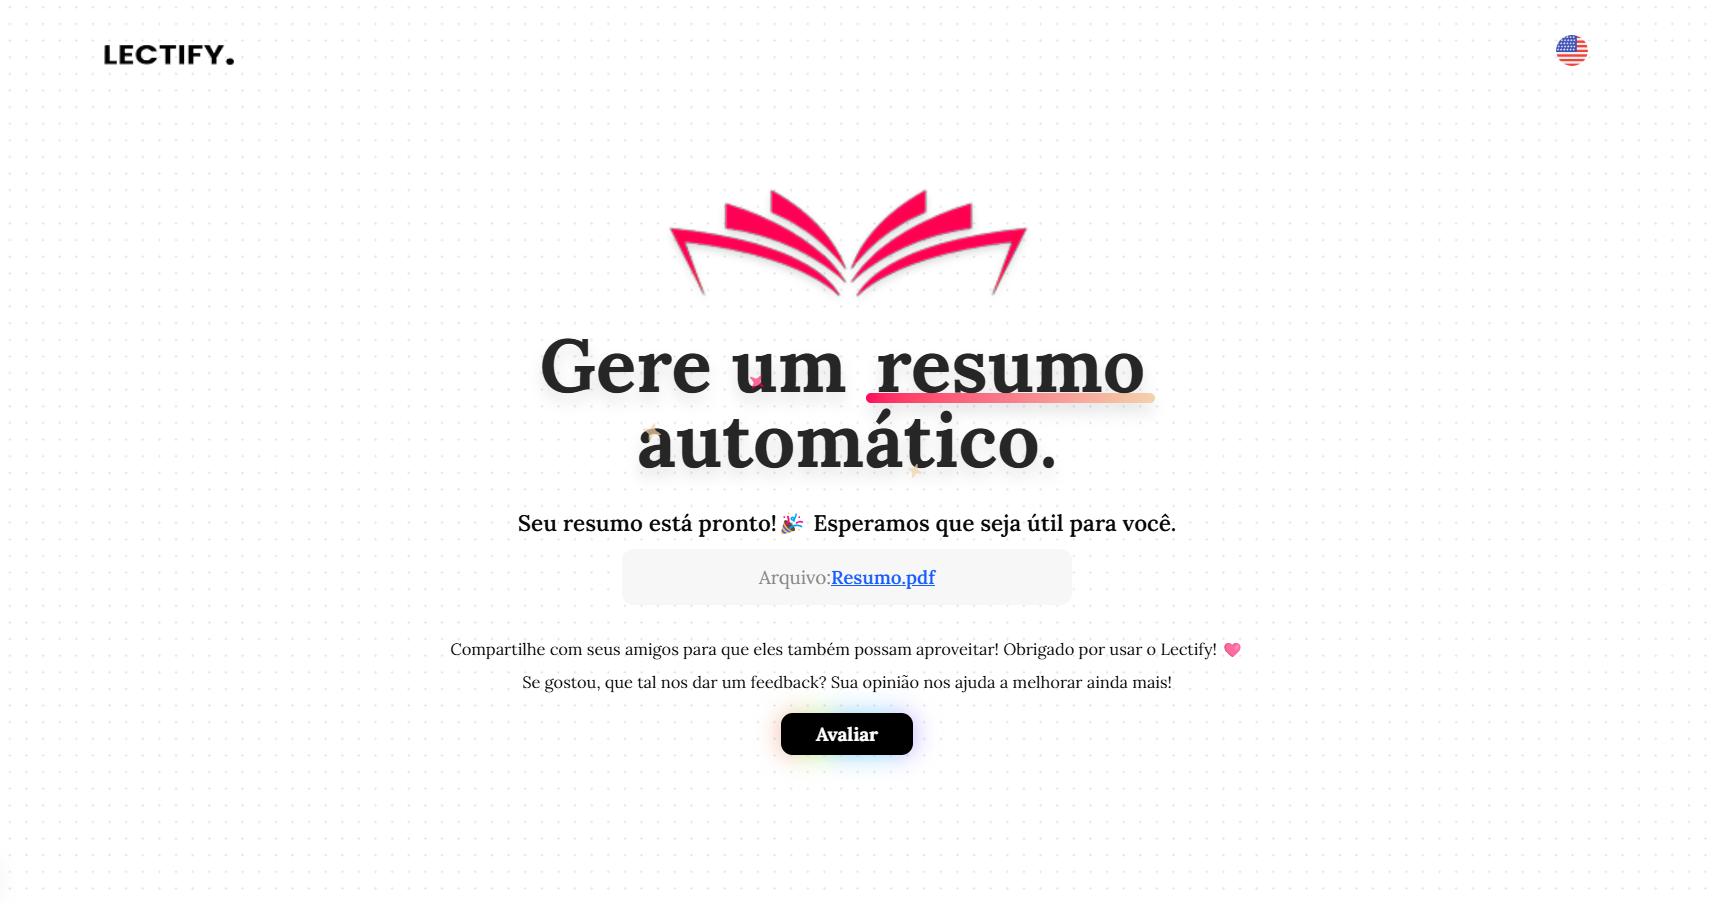 LECTIFY.
Gere um resumo
automático.
Seu resumo está pronto!🎉 Esperamos que seja útil para você.
Arquivo:Resumo.pdf
Compartilhe com seus amigos para que eles também possam aproveitar! Obrigado por usar o Lectify! 🩷
Se gostou, que tal nos dar um feedback? Sua opinião nos ajuda a melhorar ainda mais!
Avaliar